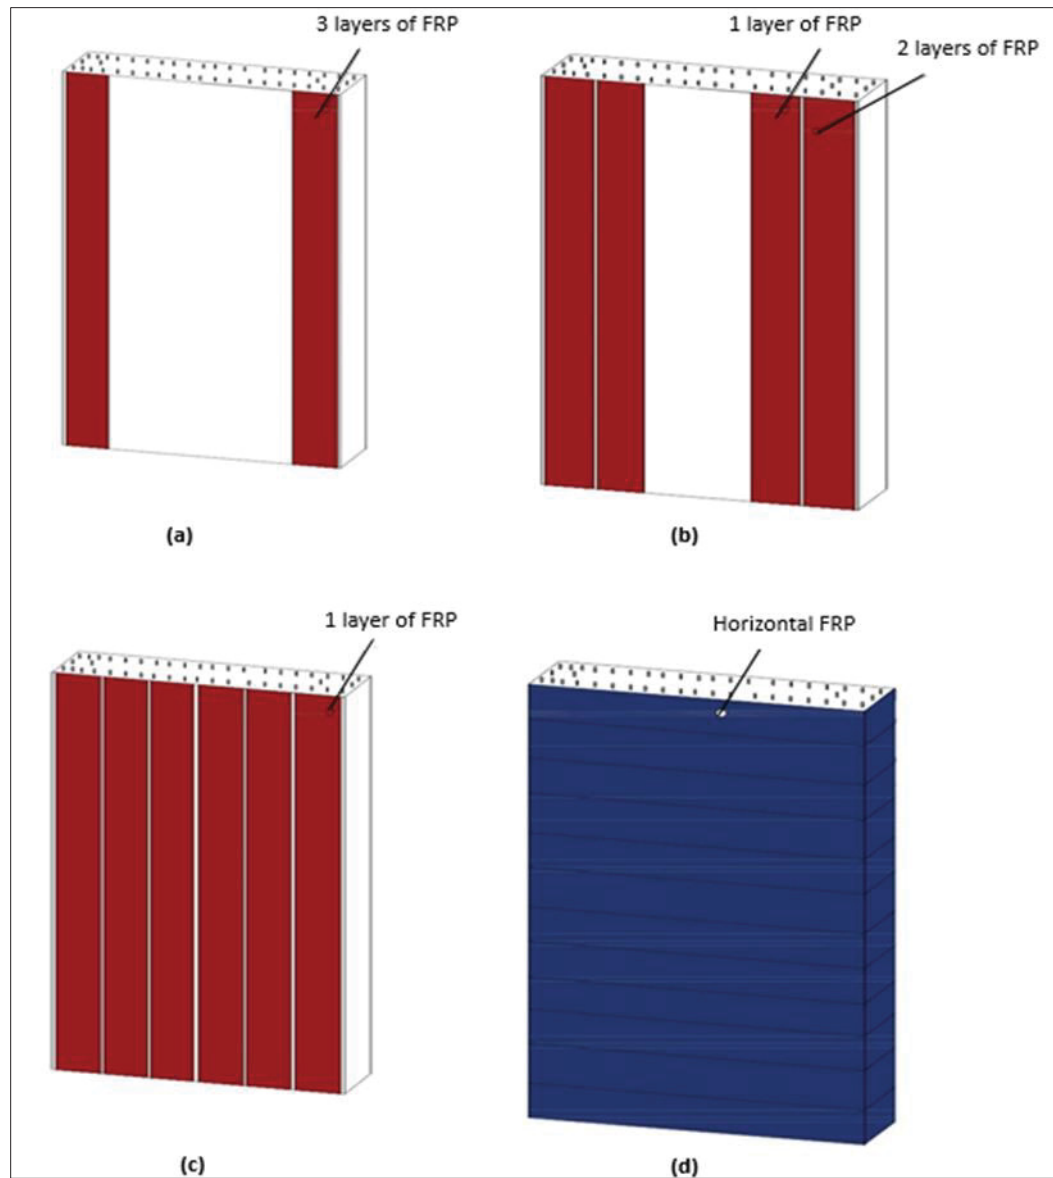 3 layers of FRP
1 layer of FRP
2 layers of FRP
(a)
(b)
1 layer of FRP
Horizontal FRP
(c)
(d)